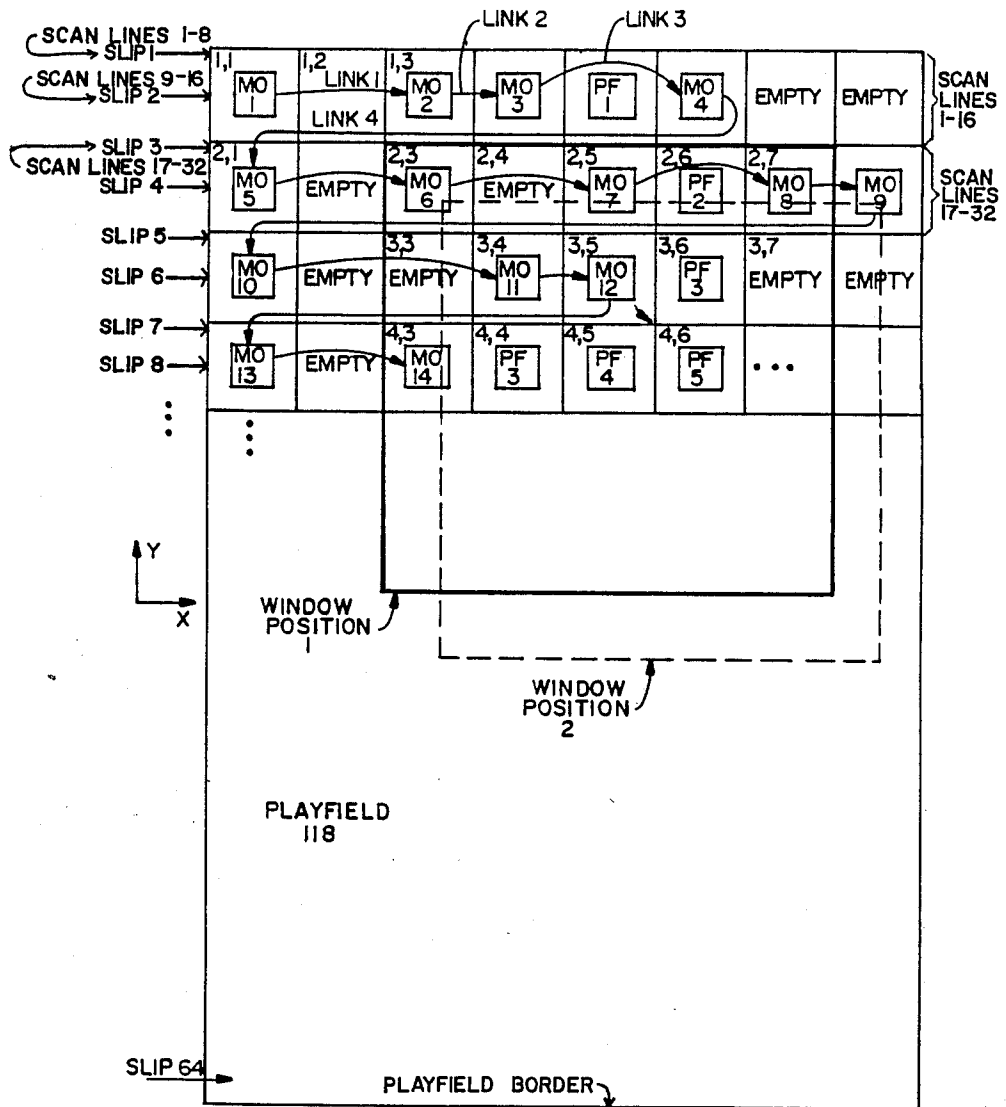 LINK 2
LINK 3
SCAN LINES 1-8
SLIP 1
SCAN LINES 9-16
SLIP 2
1,1
1,2
1,3
MO 1
LINK 1
MO 2
MO 3
PF 1
MO 4
EMPTY
EMPTY
SCAN LINES 1-16
LINK 4
SLIP 3
SCAN LINES 17-32
SLIP 4
2,1
2,3
2,4
2,5
2,6
2,7
MO 5
EMPTY
MO 6
EMPTY
MO 7
PF 2
MO 8
MO 9
SCAN LINES 17-32
SLIP 5
SLIP 6
3,3
3,4
3,5
3,6
3,7
MO 10
EMPTY
EMPTY
MO 11
MO 12
PF 3
EMPTY
EMPTY
SLIP 7
SLIP 8
4,3
4,4
4,5
4,6
MO 13
EMPTY
MO 14
PF 3
PF 4
PF 5
Y
X
WINDOW
POSITION
1
WINDOW
POSITION
2
PLAYFIELD
118
SLIP 64
PLAYFIELD BORDER